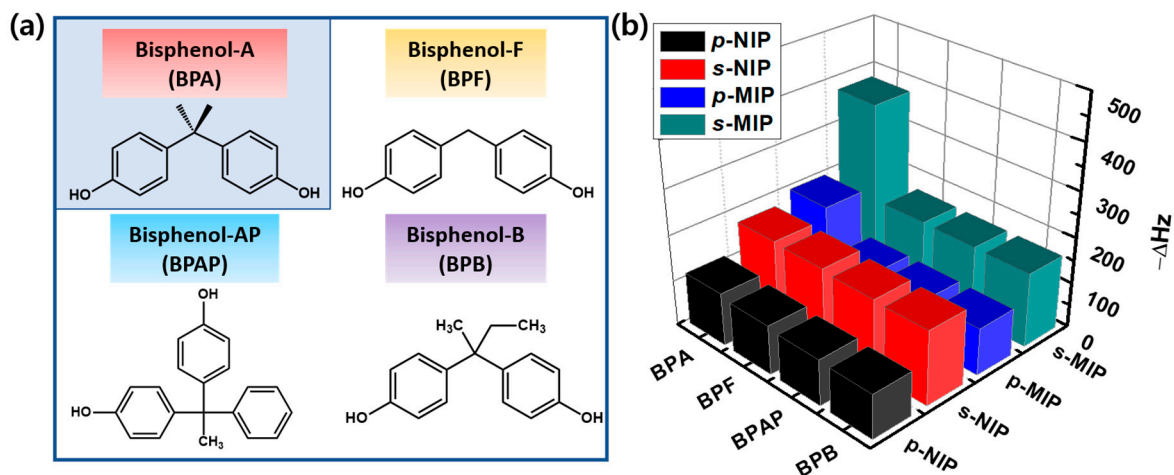 (a)
Bisphenol-A
(BPA)
HO
OH
Bisphenol-F
(BPF)
HO
OH
Bisphenol-AP
(BPAP)
OH
HO
CH3
Bisphenol-B
(BPB)
H3C
CH3
HO
OH
(b)
p-NIP
s-NIP
p-MIP
s-MIP
500
400
300
200
100
0
-ΔHz
BPA
BPF
BPAP
BPB
p-NIP
s-NIP
p-MIP
s-MIP